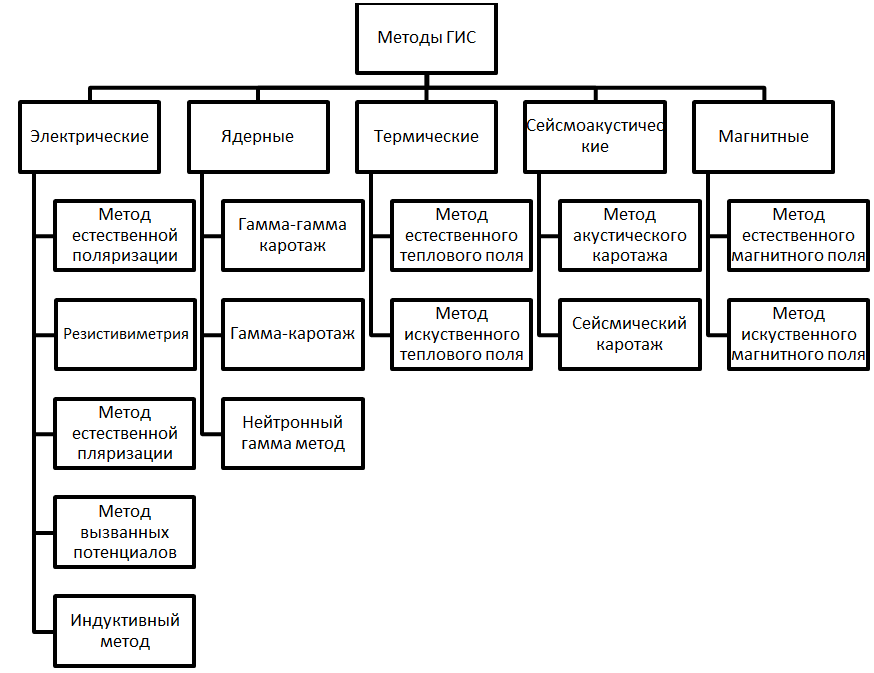 Методы ГИС
Электрические
Ядерные
Термические
Сейсмоакустичес
кие
Магнитные
Метод
естественной
поляризации
Гамма-гамма
каротаж
Метод
естественного
теплового поля
Метод
акустического
каротажа
Метод
естественного
магнитного поля
Резистивиметрия
Гамма-каротаж
Метод
искуственного
теплового поля
Сейсмический
каротаж
Метод
искуственного
магнитного поля
Метод
естественной
пляризации
Нейтронный
гамма метод
Метод
вызванных
потенциалов
Индуктивный
метод